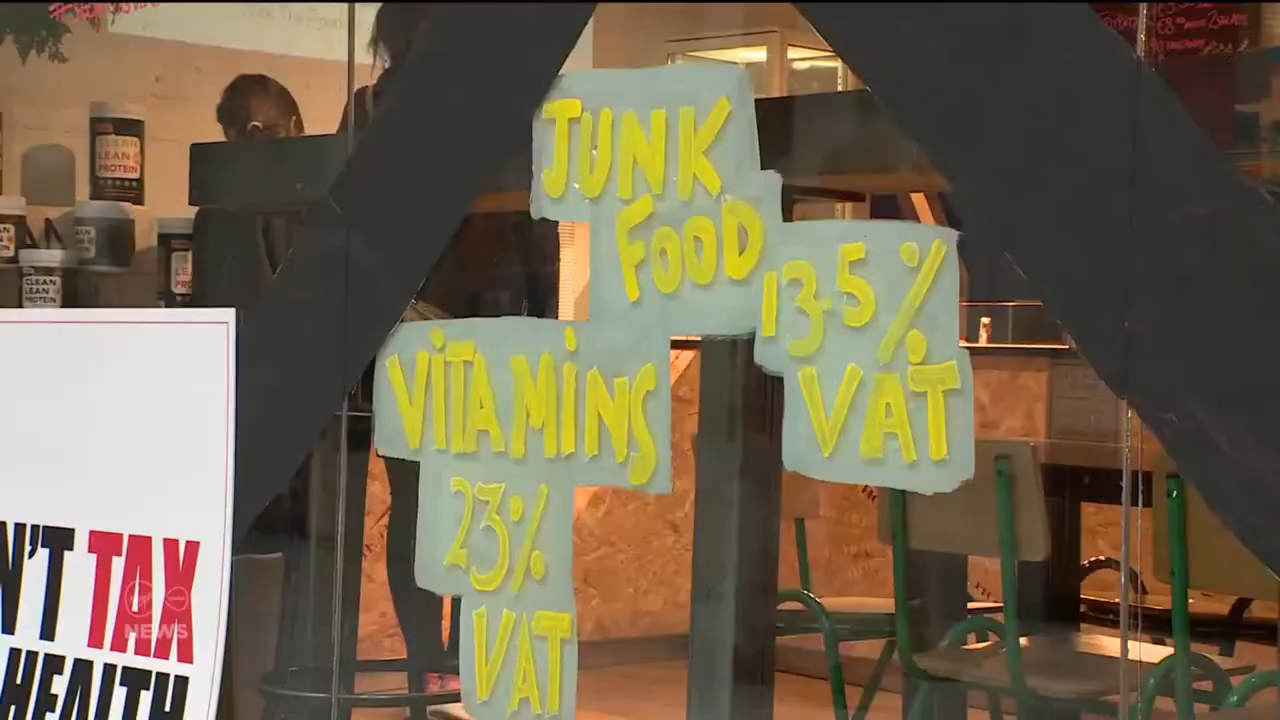 JUNK
FOOD
13.5%
VAT
VITAMINS
23%
VAT
CLEAN
LEAN
PROTEIN
CLEAN
LEAN
PROTEIN
N'T TAX
HEALTH
NEWS